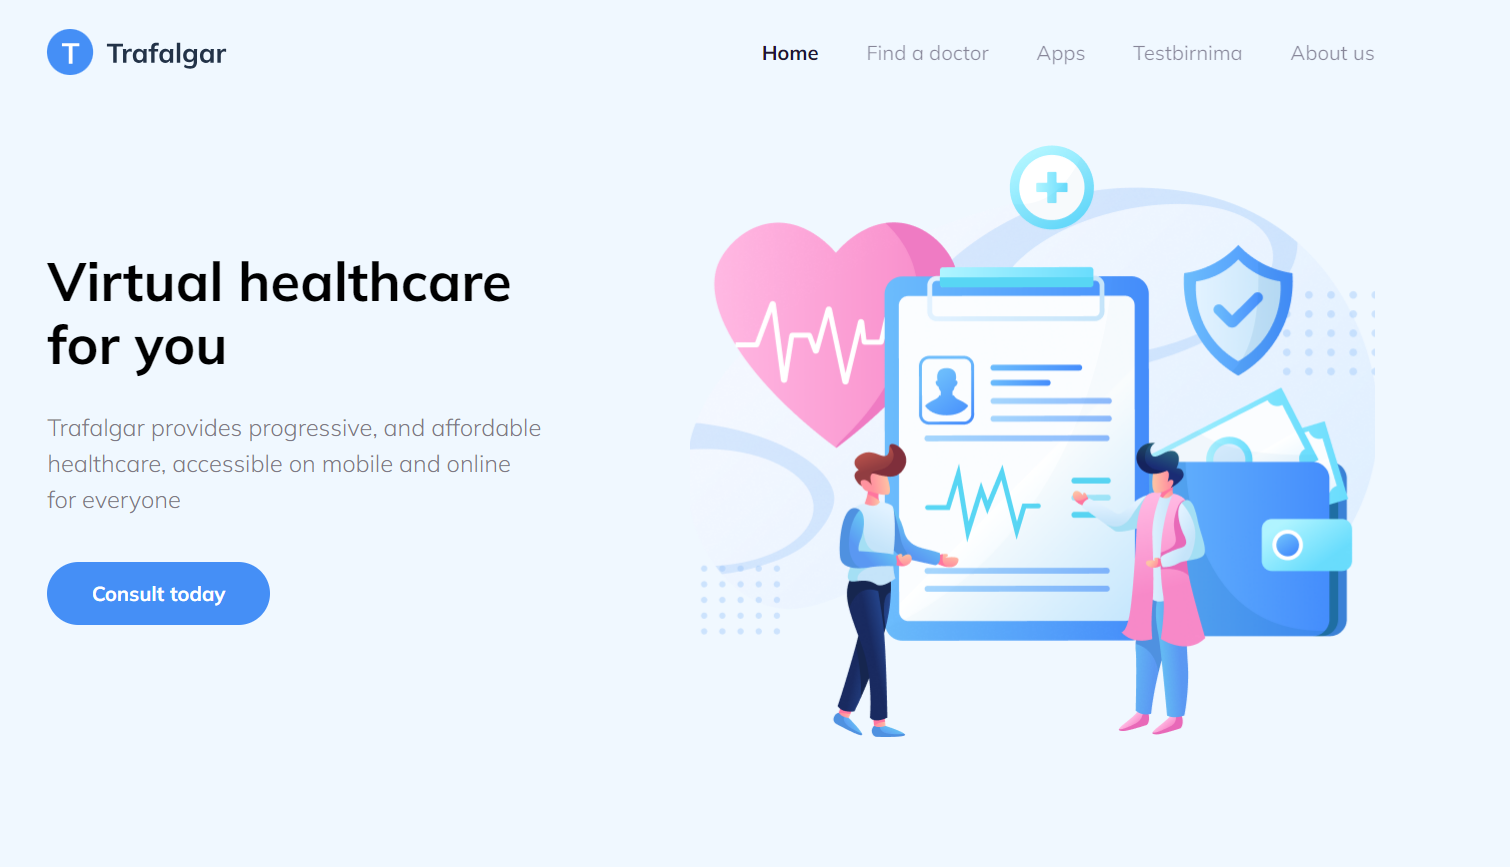 T Trafalgar
Home Find a doctor Apps Testbirnima About us
Virtual healthcare
for you
Trafalgar provides progressive, and affordable
healthcare, accessible on mobile and online
for everyone
Consult today